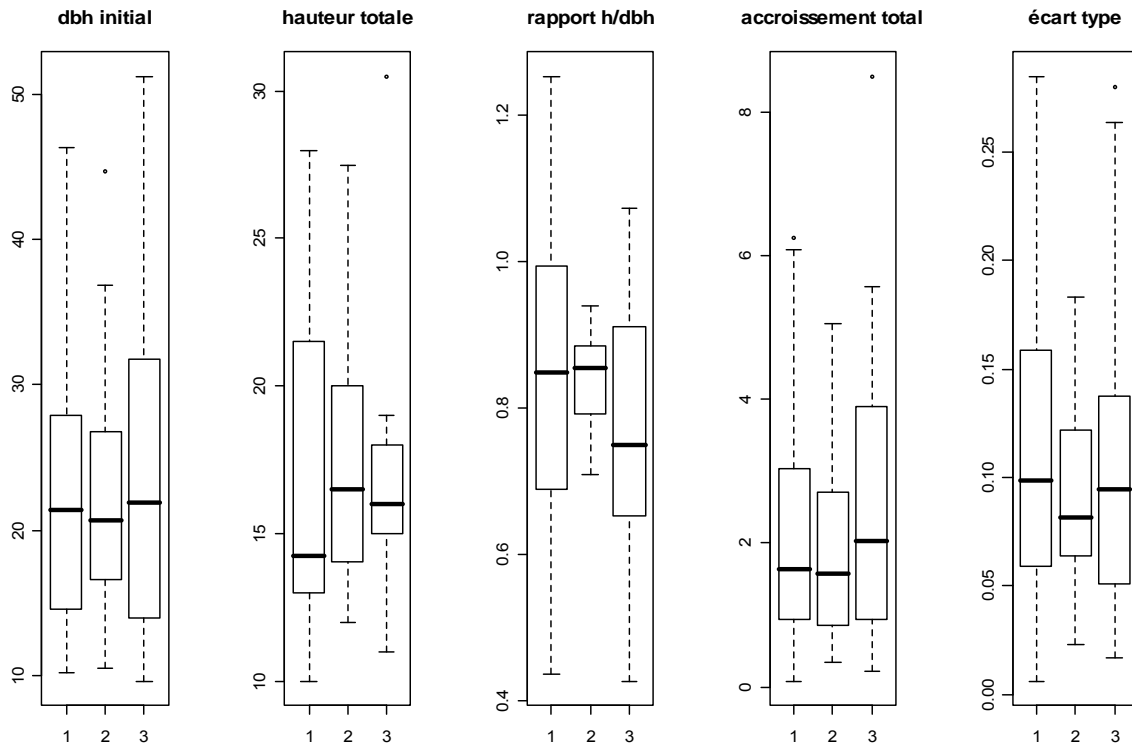 dbh initial
50
40
30
20
10
1 2 3
hauteur totale
30
25
20
15
10
1 2 3
rapport h/dbh
1.2
1.0
0.8
0.6
0.4
1 2 3
accroissement total
8
6
4
2
0
1 2 3
écart type
0.25
0.20
0.15
0.10
0.05
0.00
1 2 3